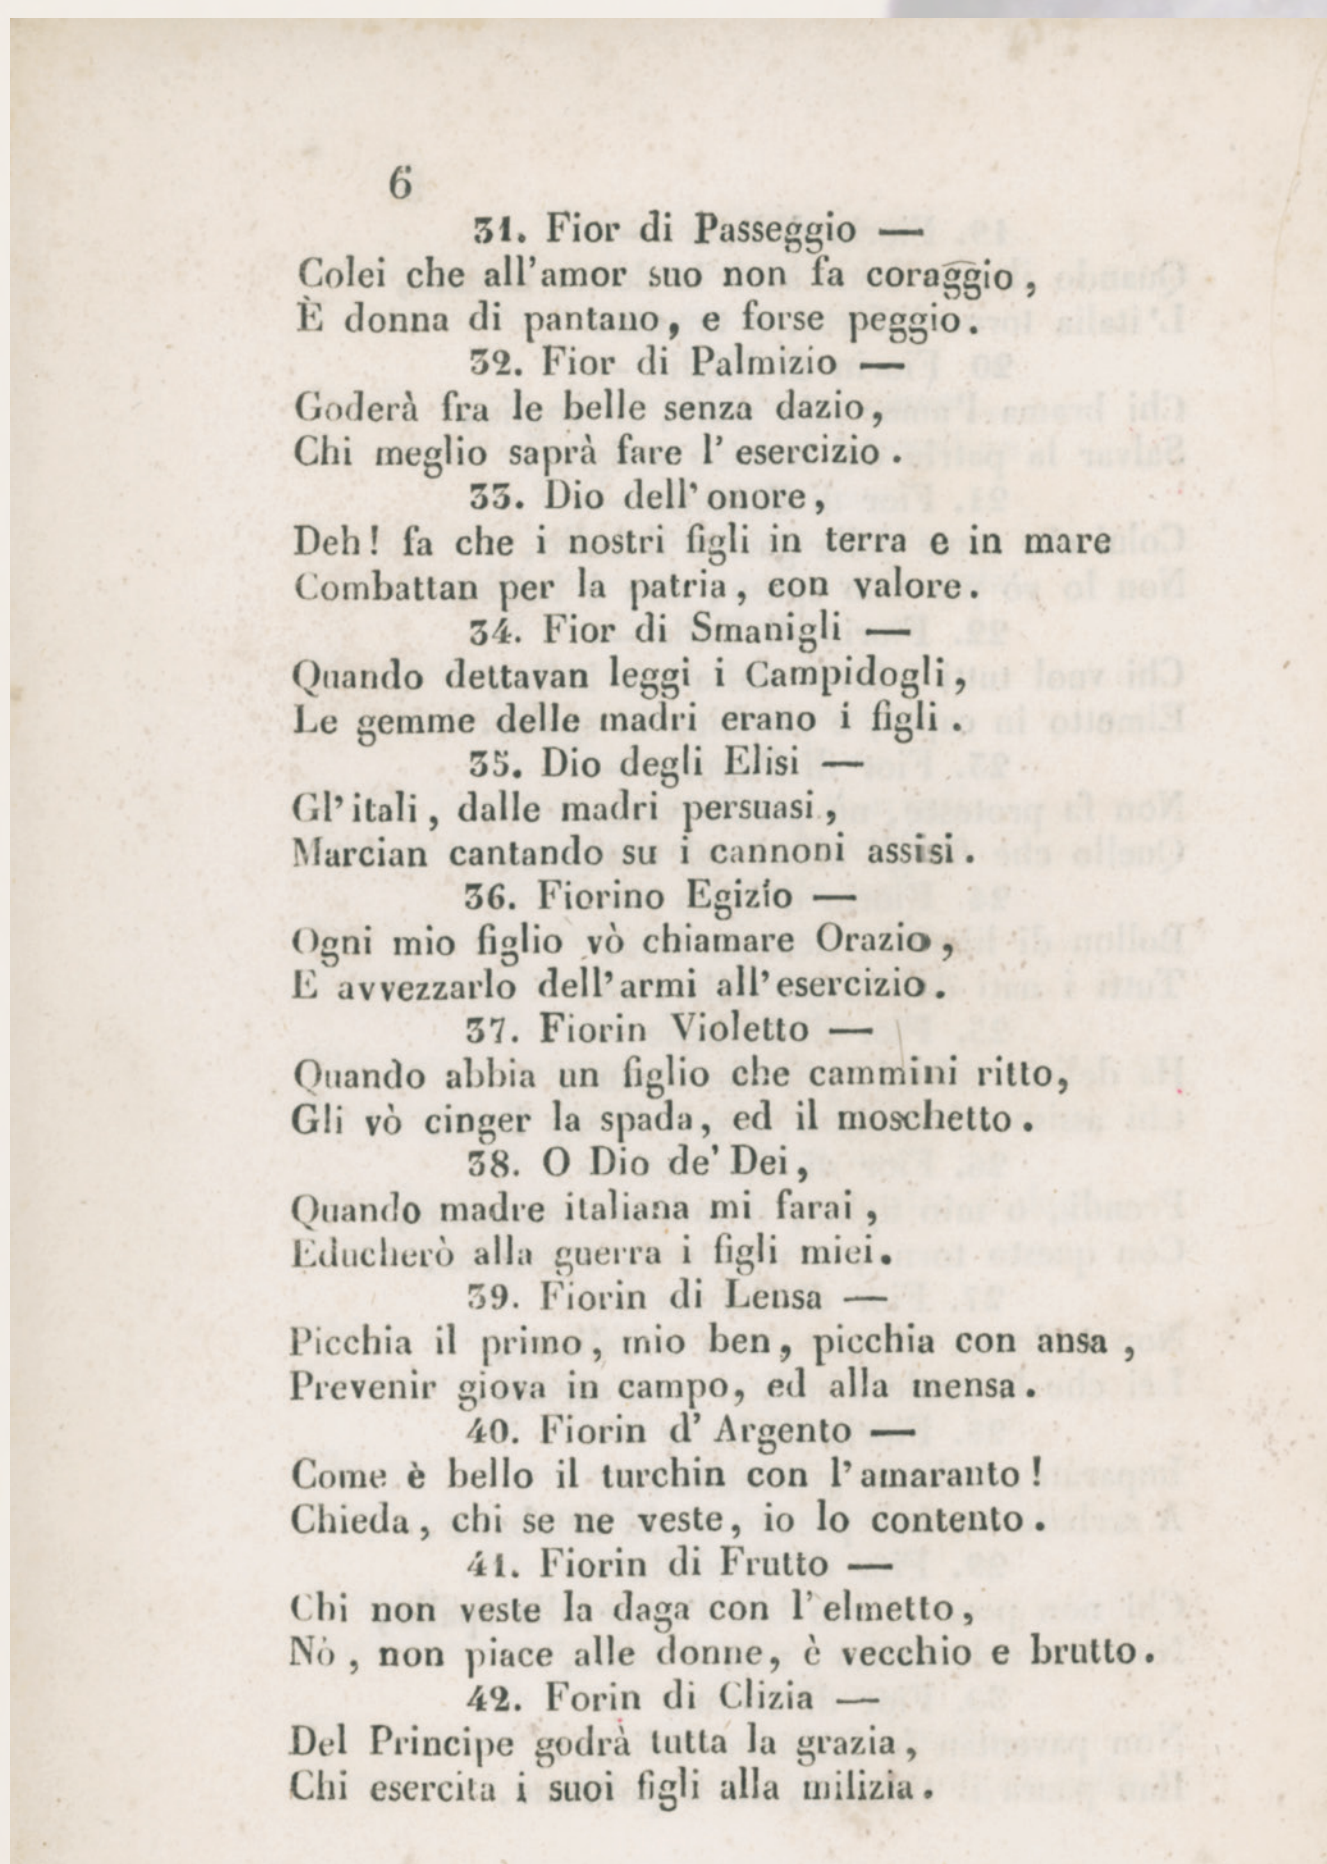 6
31. Fior di Passeggio —
Colei che all'amor suo non fa coraggio ,
È donna di pantano, e forse peggio.
32. Fior di Palmizio —
Goderà fra le belle senza dazio,
Chi meglio saprà fare l' esercizio .
33. Dio dell' onore,
Deh! fa che i nostri figli in terra e in mare
Combattan per la patria, con valore.
34. Fior di Smanigli —
Quando dettavan leggi i Campidogli,
Le gemme delle madri erano i figli .
35. Dio degli Elisi —
Gl' itali, dalle madri persuasi,
Marcian cantando su i cannoni assisi .
36. Fiorino Egizio —
Ogni mio figlio vò chiamare Orazio,
E avvezzarlo dell' armi all' esercizio.
37. Fiorin Violetto —
Quando abbia un figlio che cammini ritto,
Gli vò cinger la spada, ed il moschetto .
38. O Dio de' Dei,
Quando madre italiana mi farai ,
Educherò alla guerra i figli miei.
39. Fiorin di Lensa —
Picchia il primo, mio ben, picchia con ansa ,
Prevenir giova in campo, ed alla mensa.
40. Fiorin d' Argento —
Come è bello il turchin con l' amaranto !
Chieda, chi se ne veste, io lo contento .
41. Fiorin di Frutto —
Chi non veste la daga con l' elmetto,
Nò, non piace alle donne, è vecchio e brutto.
42. Forin di Clizia —
Del Principe godrà tutta la grazia,
Chi esercita i suoi figli alla milizia.